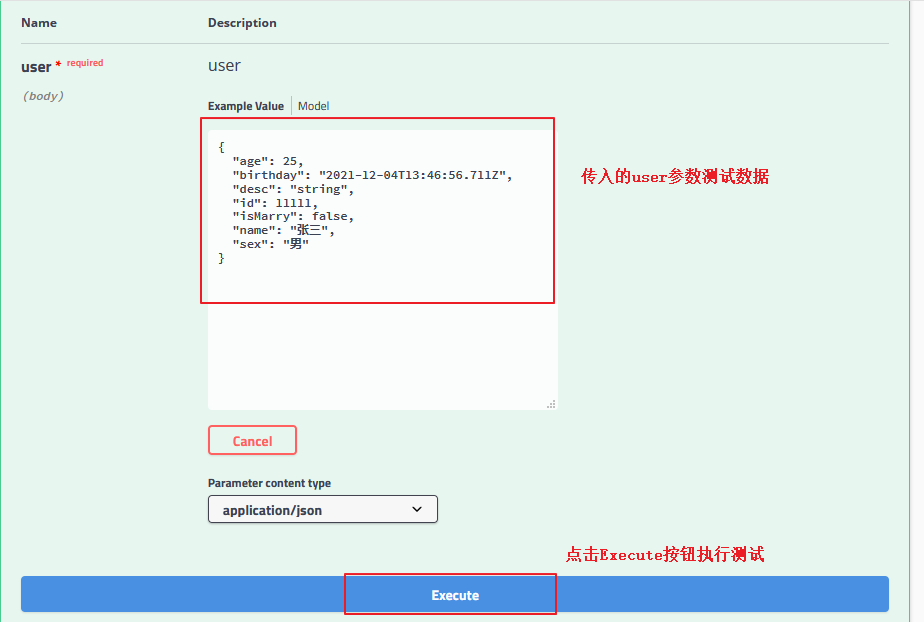 Name Description
user * required user
(body)
Example Value Model
{
"age": 25,
"birthday": "2021-12-04T13:46:56.711Z",
传入的user参数测试数据
"desc": "string",
"id": 11111,
"isMarry": false,
"name": "张三",
"sex": "男"
}
Cancel
Parameter content type
application/json
点击Execute按钮执行测试
Execute